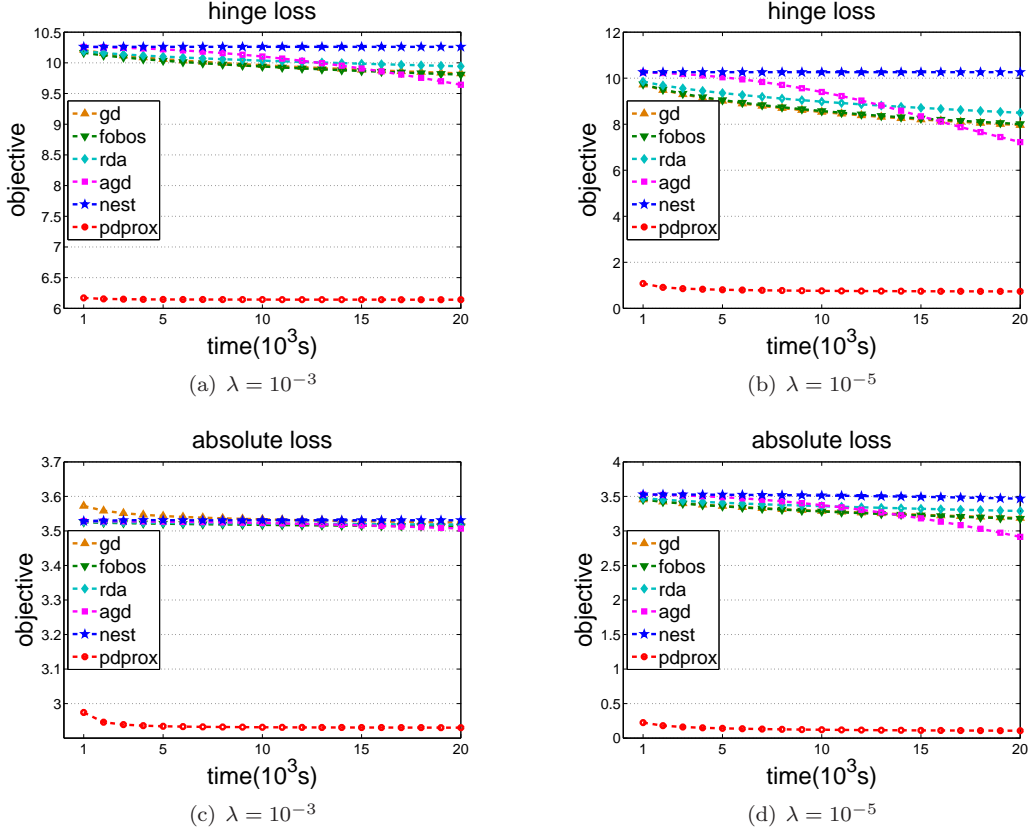 hinge loss
10.5
10
9.5
9
8.5
8
7.5
7
6.5
6
objective
gd
fobos
rda
agd
nest
pdprox
1 5 10 15 20
time(10³s)
(a) λ = 10⁻³
hinge loss
12
10
8
6
4
2
0
objective
gd
fobos
rda
agd
nest
pdprox
1 5 10 15 20
time(10³s)
(b) λ = 10⁻⁵
absolute loss
3.7
3.6
3.5
3.4
3.3
3.2
3.1
3
objective
gd
fobos
rda
agd
nest
pdprox
1 5 10 15 20
time(10³s)
(c) λ = 10⁻³
absolute loss
4
3.5
3
2.5
2
1.5
1
0.5
0
objective
gd
fobos
rda
agd
nest
pdprox
1 5 10 15 20
time(10³s)
(d) λ = 10⁻⁵